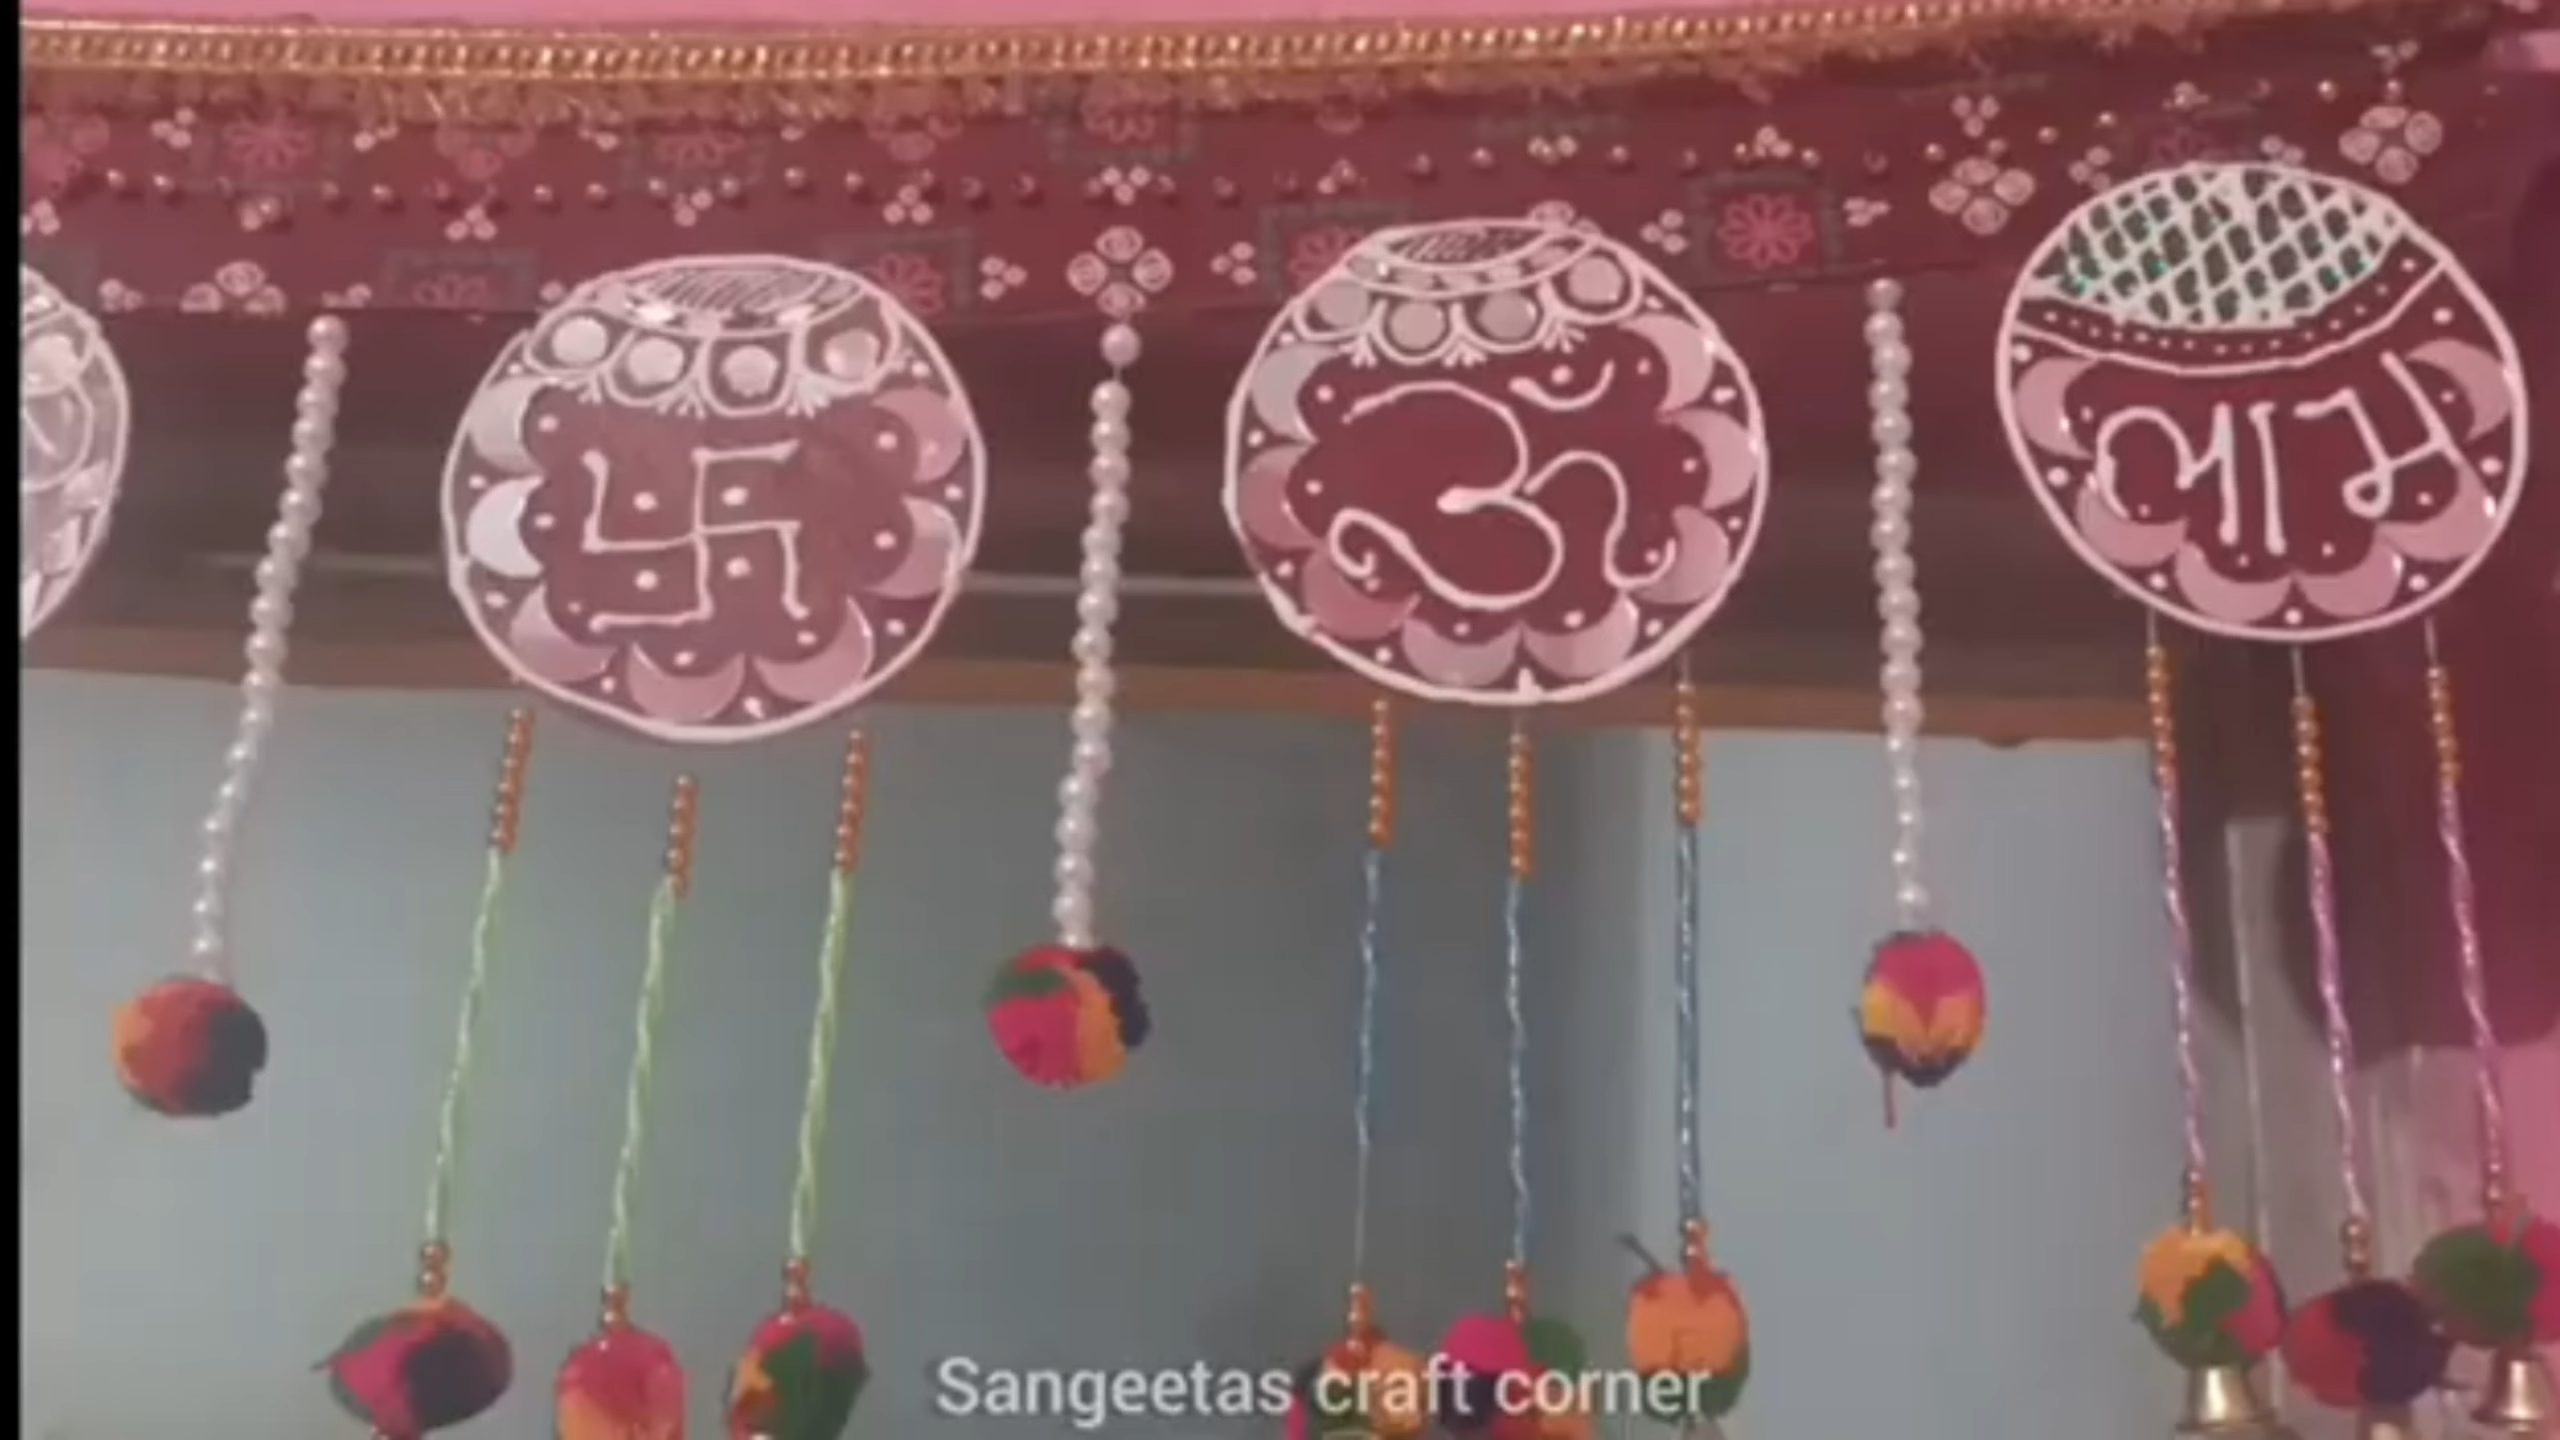 ॐ
लाभ
Sangeetas craft corner